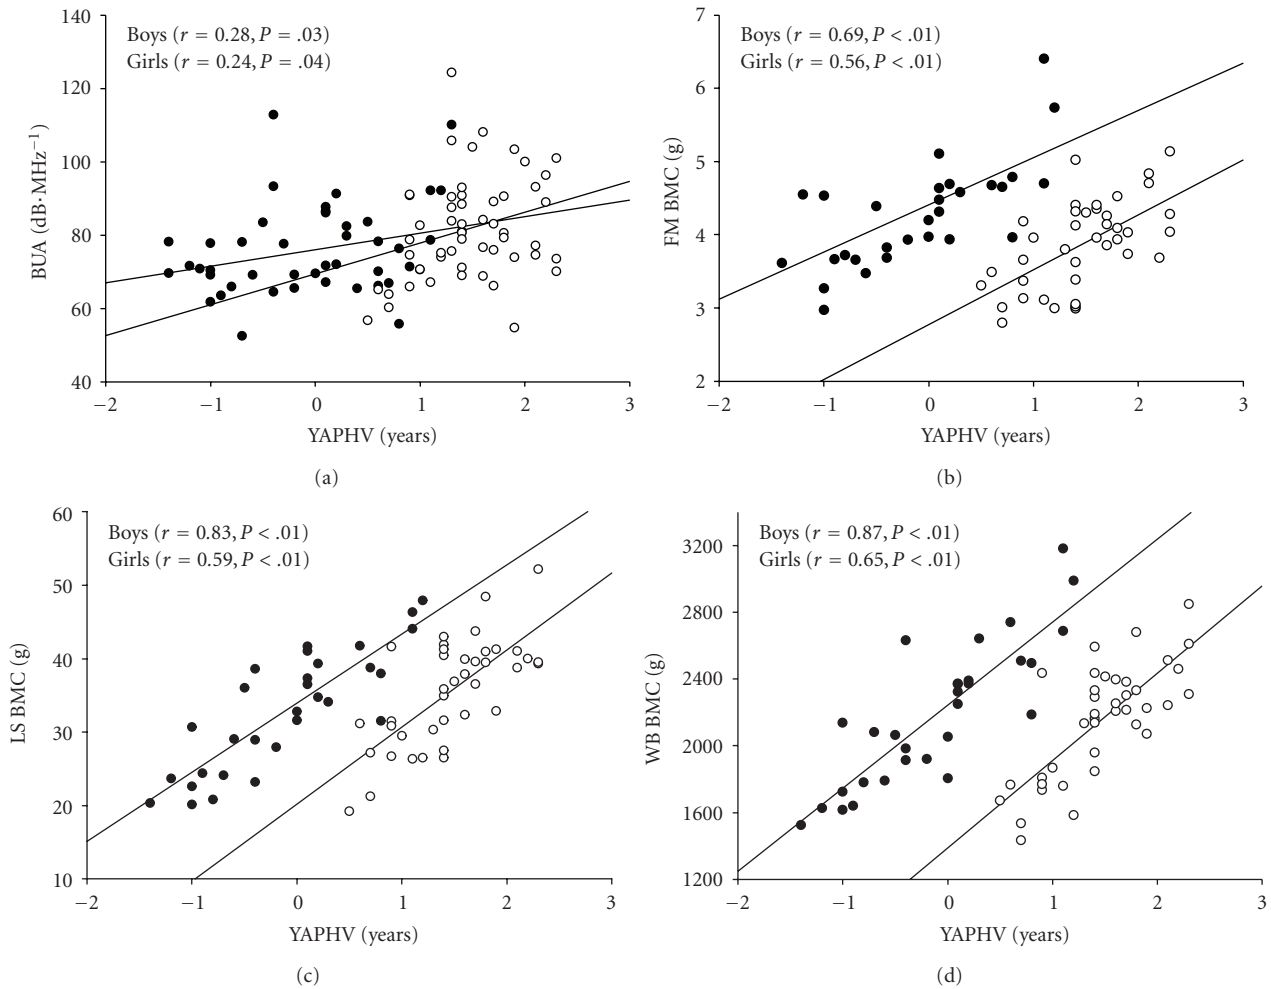 Boys (r = 0.28, P = .03)
Girls (r = 0.24, P = .04)
BUA (dB·MHz−1)
140
120
100
80
60
40
−2 −1 0 1 2 3
YAPHV (years)
(a)
Boys (r = 0.69, P < .01)
Girls (r = 0.56, P < .01)
FM BMC (g)
7
6
5
4
3
2
−2 −1 0 1 2 3
YAPHV (years)
(b)
Boys (r = 0.83, P < .01)
Girls (r = 0.59, P < .01)
LS BMC (g)
60
50
40
30
20
10
−2 −1 0 1 2 3
YAPHV (years)
(c)
Boys (r = 0.87, P < .01)
Girls (r = 0.65, P < .01)
WB BMC (g)
3200
2800
2400
2000
1600
1200
−2 −1 0 1 2 3
YAPHV (years)
(d)